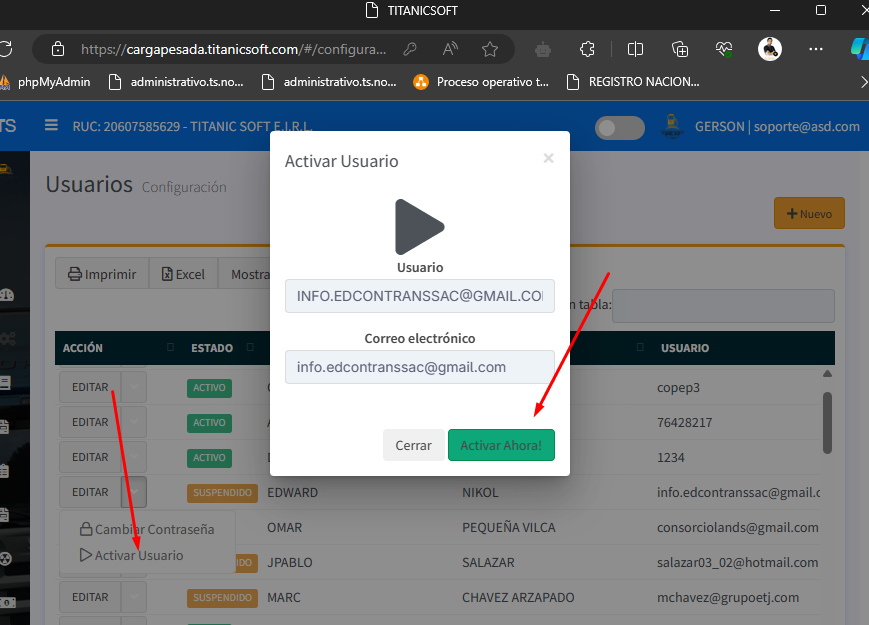 TITANICSOFT
https://cargapesada.titanicsoft.com/#/configura...
phpMyAdmin administrativo.ts.no... administrativo.ts.no... Proceso operativo t... REGISTRO NACION...
TS RUC: 20607585629 - TITANIC SOFT E.I.R.L. GERSON | soporte@asd.com
Usuarios Configuración
Nuevo
Imprimir Excel Mostra
n tabla:
ACCIÓN ESTADO USUARIO
EDITAR ACTIVO copep3
EDITAR ACTIVO 76428217
EDITAR ACTIVO 1234
EDITAR SUSPENDIDO EDWARD NIKOL info.edcontranssac@gmail.c
Cambiar Contraseña OMAR PEQUEÑA VILCA consorciolands@gmail.com
Activar Usuario DO JPABLO SALAZAR salazar03_02@hotmail.com
EDITAR SUSPENDIDO MARC CHAVEZ ARZAPADO mchavez@grupoetj.com
Activar Usuario ×
Usuario
INFO.EDCONTRANSSAC@GMAIL.CO
Correo electrónico
info.edcontranssac@gmail.com
Cerrar Activar Ahora!